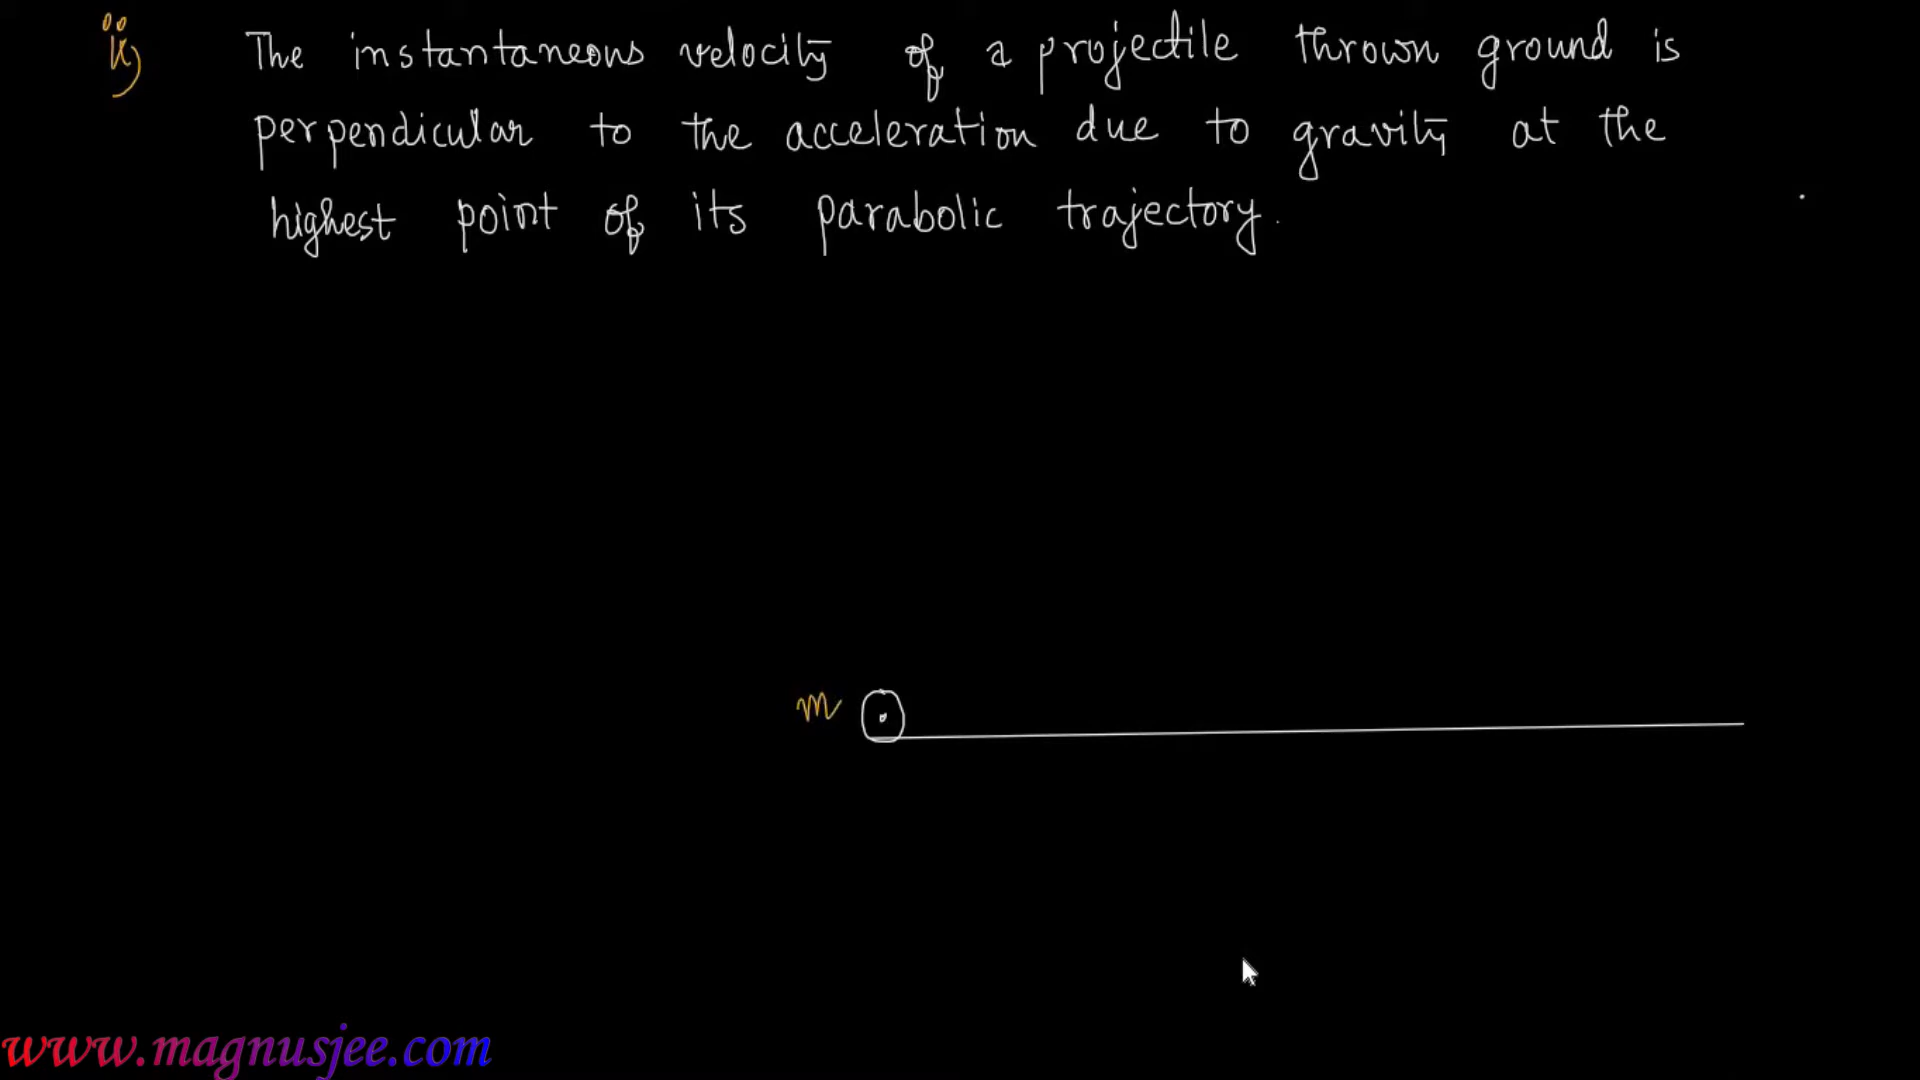 ii) The instantaneous velocity of a projectile thrown ground is
perpendicular to the acceleration due to gravity at the
highest point of its parabolic trajectory.
m
www.magnusjee.com